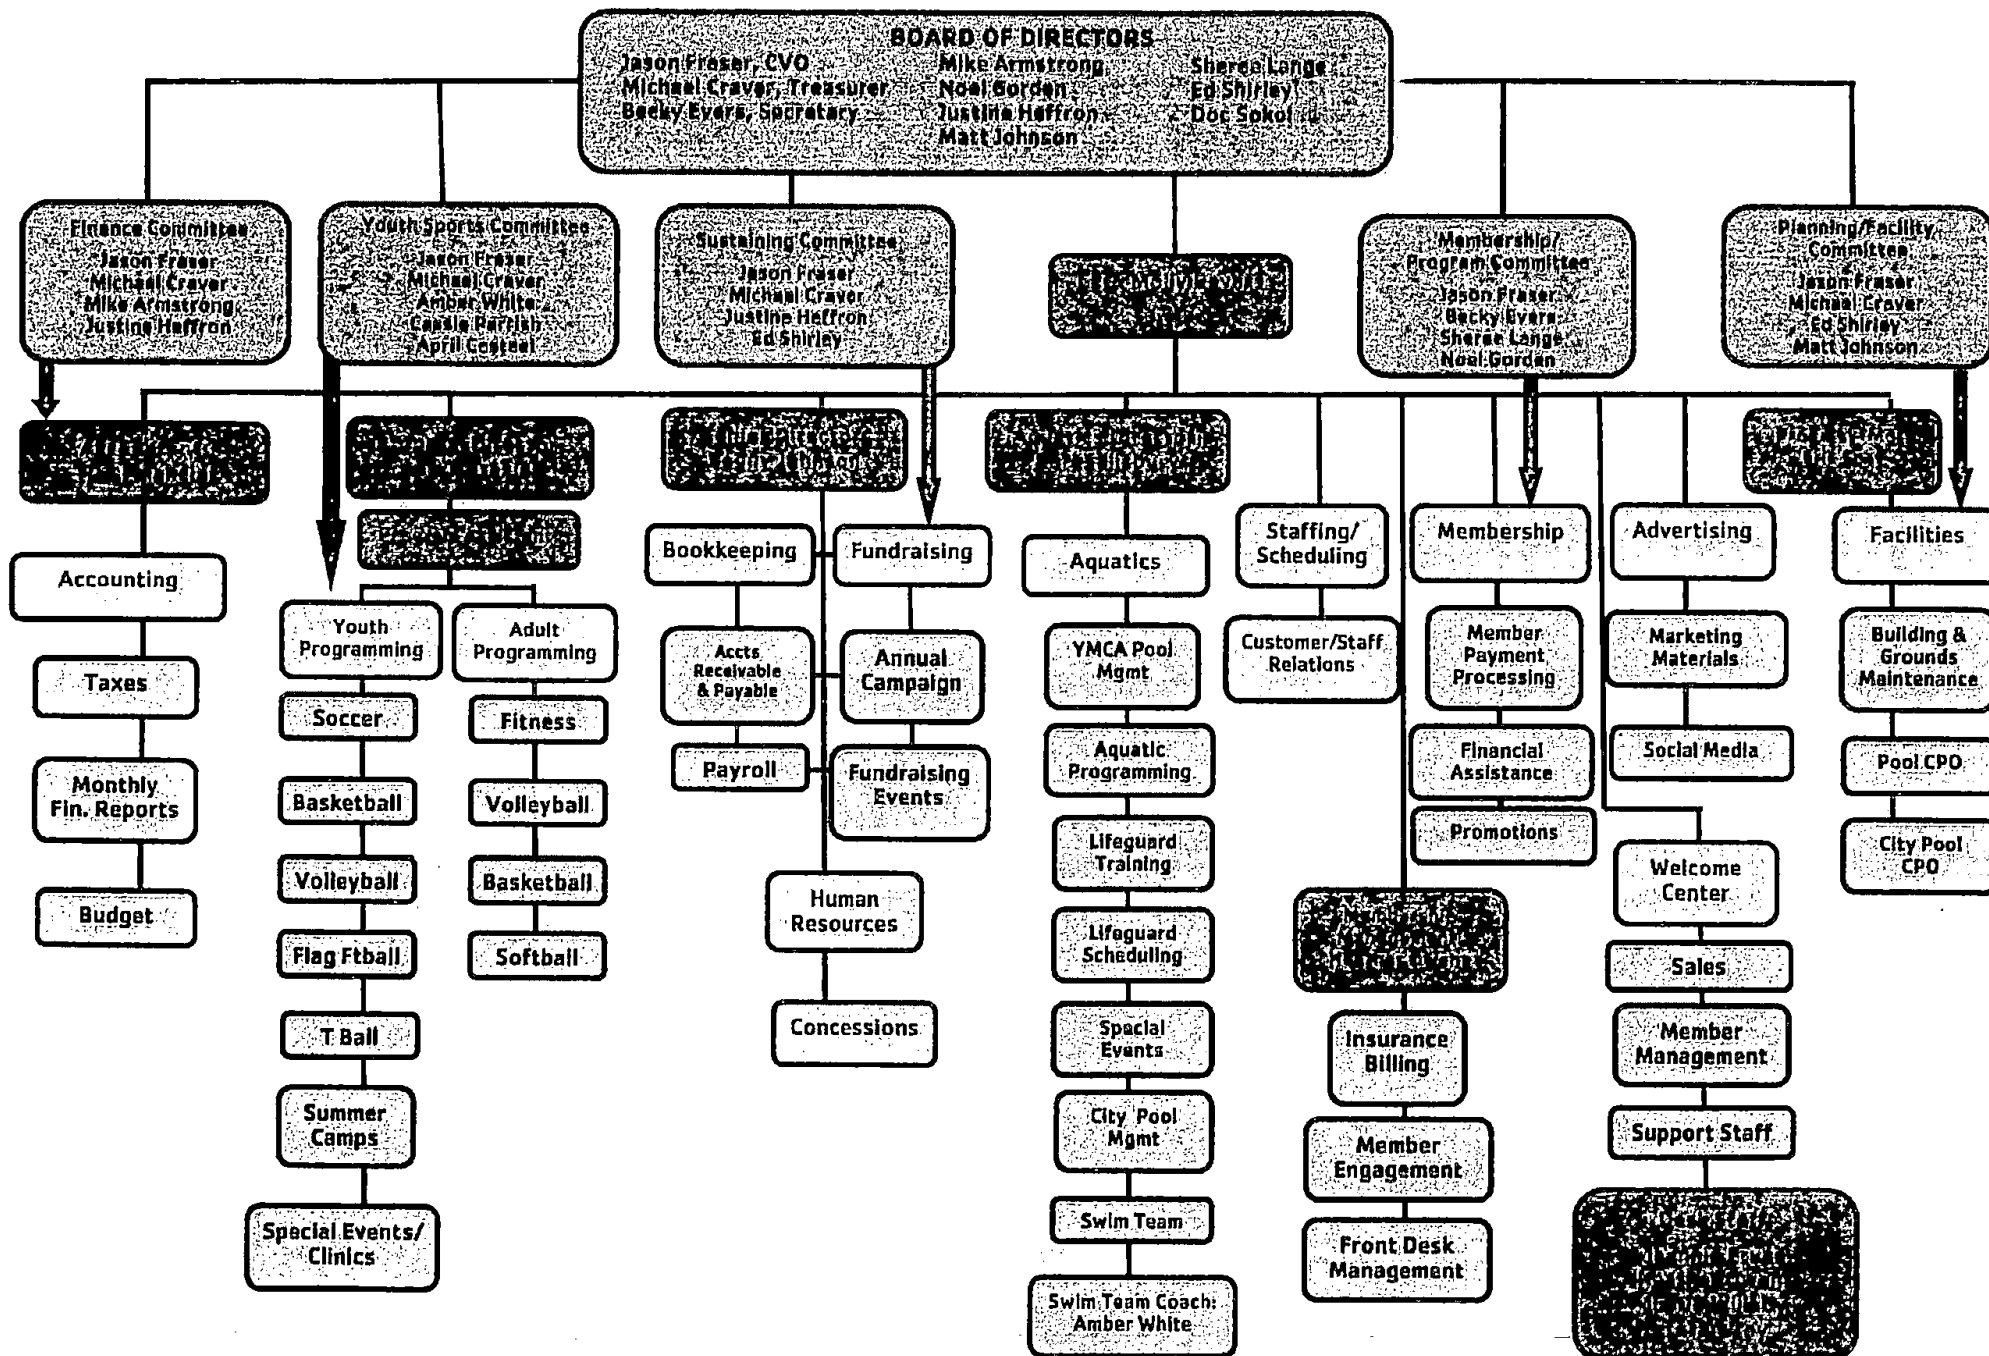 BOARD OF DIRECTORS
Jason Fraser, CVO
Michael Craver, Treasurer
Becky Evers, Secretary
Mike Armstrong
Noel Gorden
Justine Heffron
Matt Johnson
Sheree Lange
Ed Shirley
Doc Sokol
Finance Committee
Jason Fraser
Michael Craver
Mike Armstrong
Justine Heffron
Youth Sports Committee
Jason Fraser
Michael Craver
Amber White
Cassie Parrish
April Casteel
Sustaining Committee
Jason Fraser
Michael Craver
Justine Heffron
Ed Shirley
Membership/
Program Committee
Jason Fraser
Becky Evers
Sheree Lange
Noel Gorden
Planning/Facility
Committee
Jason Fraser
Michael Craver
Ed Shirley
Matt Johnson
Accounting
Taxes
Monthly
Fin. Reports
Budget
Youth
Programming
Soccer
Basketball
Volleyball
Flag Ftball
T Ball
Summer
Camps
Special Events/
Clinics
Adult
Programming
Fitness
Volleyball
Basketball
Softball
Bookkeeping
Accts
Receivable
& Payable
Payroll
Fundraising
Annual
Campaign
Fundraising
Events
Human
Resources
Concessions
Aquatics
YMCA Pool
Mgmt
Aquatic
Programming
Lifeguard
Training
Lifeguard
Scheduling
Special
Events
City Pool
Mgmt
Swim Team
Swim Team Coach:
Amber White
Staffing/
Scheduling
Customer/Staff
Relations
Insurance
Billing
Member
Engagement
Front Desk
Management
Membership
Member
Payment
Processing
Financial
Assistance
Promotions
Advertising
Marketing
Materials
Social Media
Welcome
Center
Sales
Member
Management
Support Staff
Facilities
Building &
Grounds
Maintenance
Pool CPO
City Pool
CPO